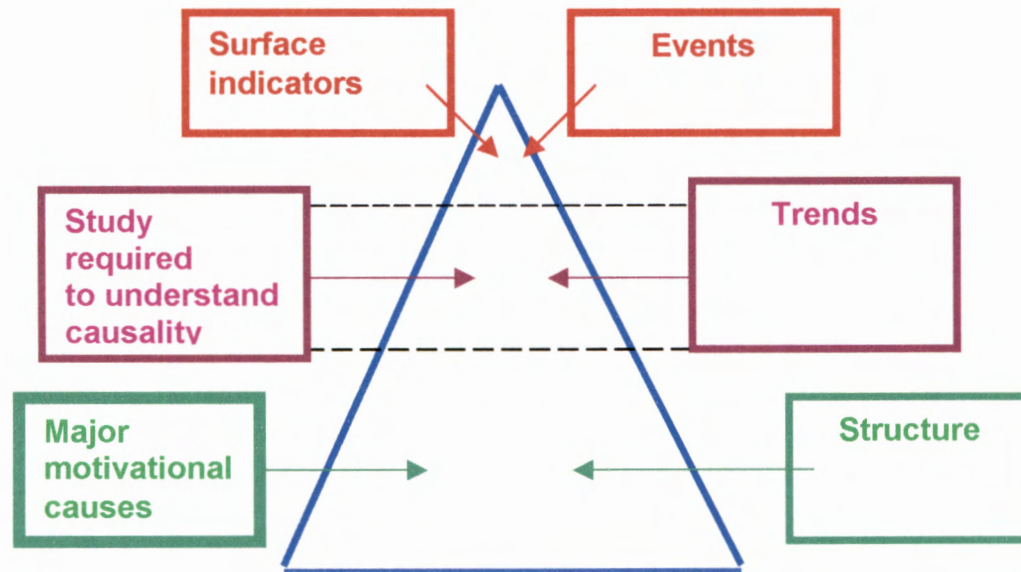 Surface
indicators
Events
Study
required
to understand
causality
Trends
Major
motivational
causes
Structure